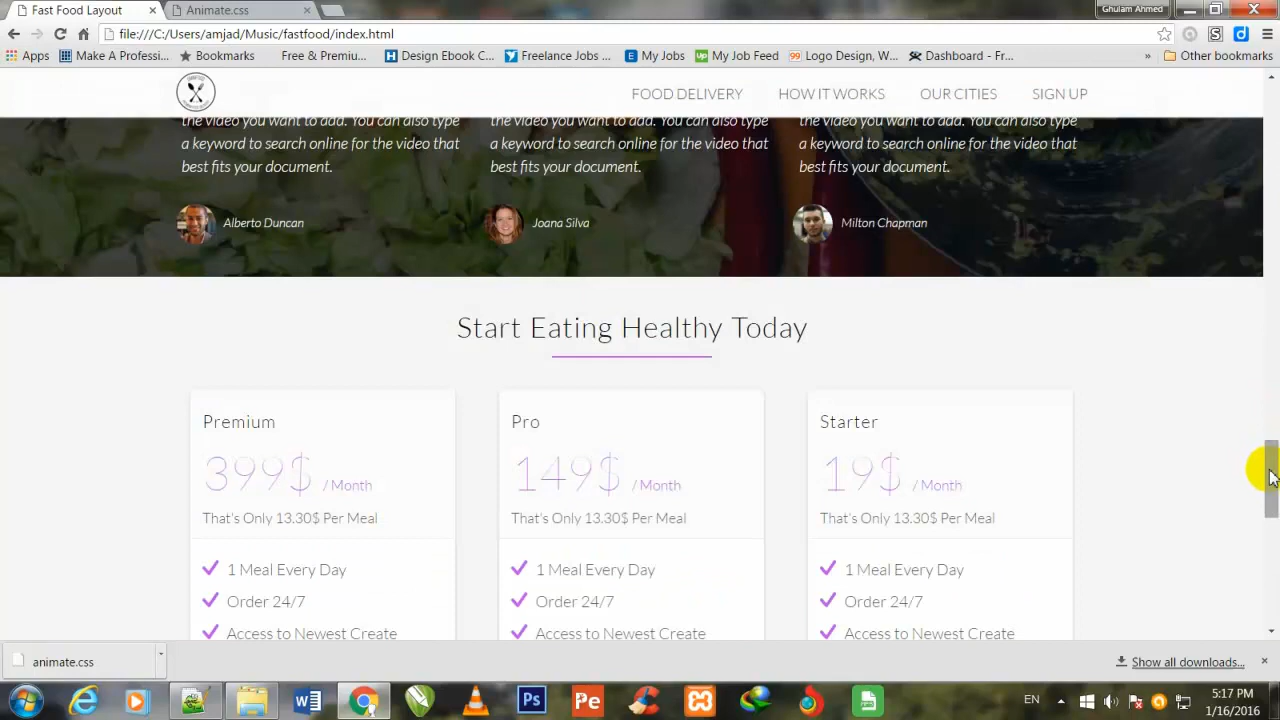 Fast Food Layout
Animate.css
Ghulam Ahmed
file:///C:/Users/amjad/Music/fastfood/index.html
Apps
Make A Professi...
Bookmarks
Free & Premiu...
Design Ebook C...
Freelance Jobs ...
My Jobs
My Job Feed
Logo Design, W...
Dashboard - Fr...
Other bookmarks
FOOD DELIVERY
HOW IT WORKS
OUR CITIES
SIGN UP
the video you want to add. You can also type
a keyword to search online for the video that
best fits your document.
the video you want to add. You can also type
a keyword to search online for the video that
best fits your document.
the video you want to add. You can also type
a keyword to search online for the video that
best fits your document.
Alberto Duncan
Joana Silva
Milton Chapman
Start Eating Healthy Today
Premium
399$ / Month
That's Only 13.30$ Per Meal
1 Meal Every Day
Order 24/7
Access to Newest Create
Pro
149$ / Month
That's Only 13.30$ Per Meal
1 Meal Every Day
Order 24/7
Access to Newest Create
Starter
19$ / Month
That's Only 13.30$ Per Meal
1 Meal Every Day
Order 24/7
Access to Newest Create
animate.css
Show all downloads...
EN
5:17 PM
1/16/2016